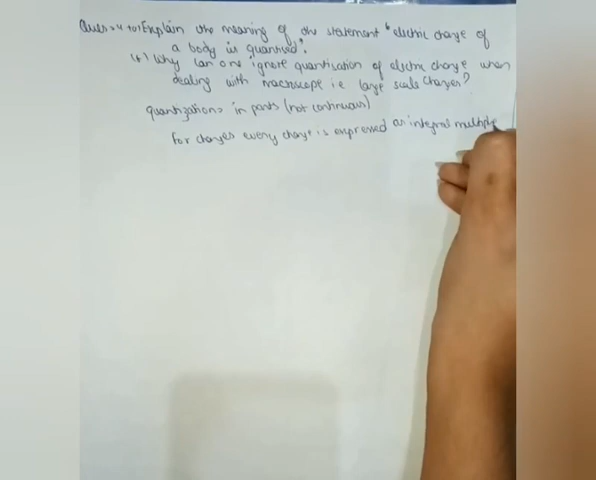 Ques → 4 (a) Explain the meaning of the statement "electric charge of
a body is quantised".
(b) Why can one ignore quantisation of electric charge when
dealing with macroscopic i.e large scale charges?
quantization → in parts (not continuous)
for charges every charge is expressed as integral multiple